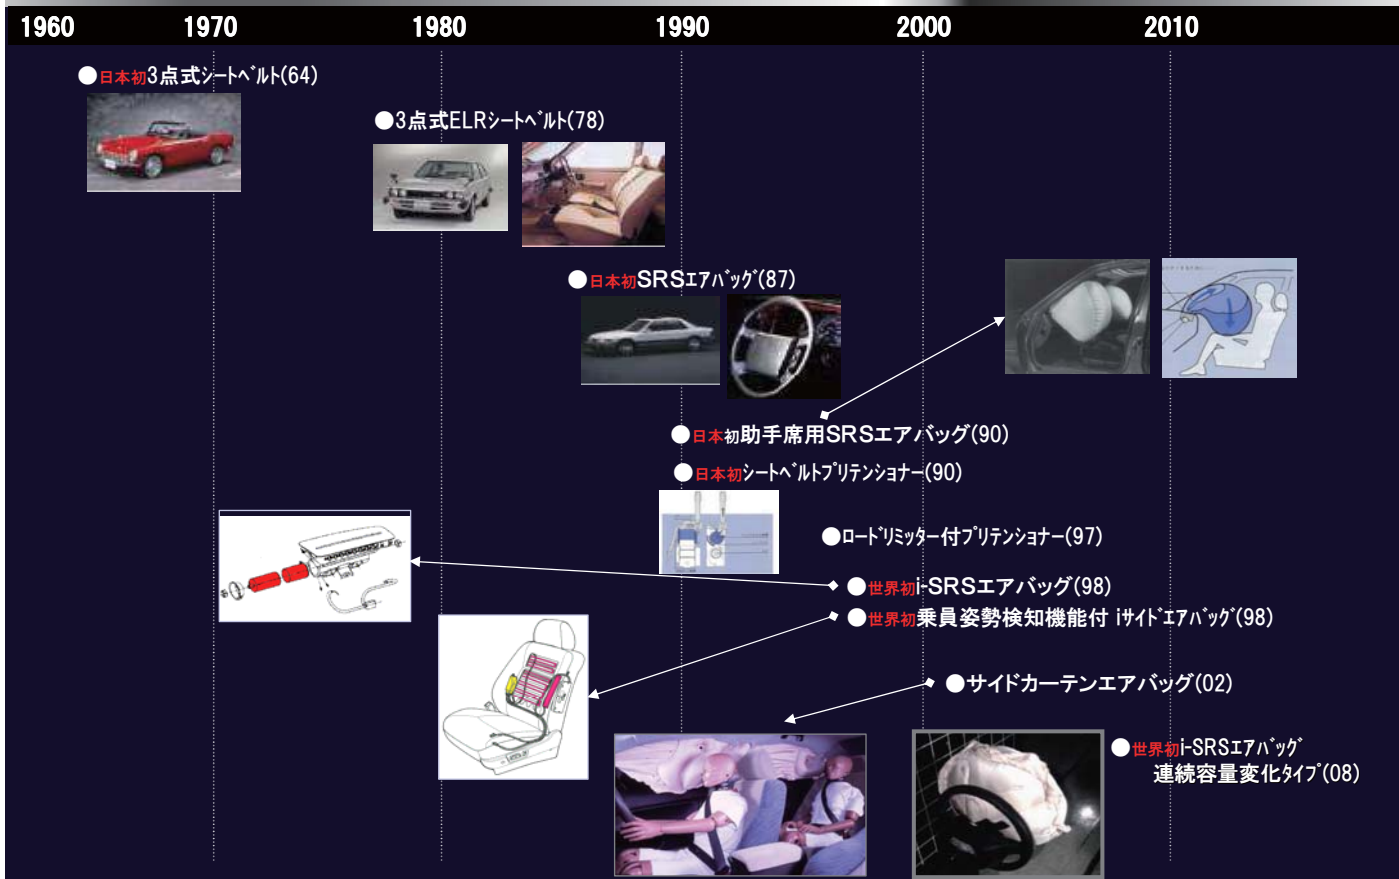 1960 1970 1980 1990 2000 2010
●日本初3点式ｼｰﾄﾍﾞﾙﾄ(64)
●3点式ELRｼｰﾄﾍﾞﾙﾄ(78)
●日本初SRSｴｱﾊﾞｯｸﾞ(87)
●日本初助手席用SRSエアバッグ(90)
●日本初ｼｰﾄﾍﾞﾙﾄﾌﾟﾘﾃﾝｼｮﾅｰ(90)
●ﾛｰﾄﾞﾘﾐｯﾀｰ付ﾌﾟﾘﾃﾝｼｮﾅｰ(97)
●世界初i-SRSエアバッグ(98)
●世界初乗員姿勢検知機能付 iｻｲﾄﾞｴｱﾊﾞｯｸﾞ(98)
●サイドカーテンエアバッグ(02)
●世界初i-SRSｴｱﾊﾞｯｸﾞ
連続容量変化ﾀｲﾌﾟ(08)